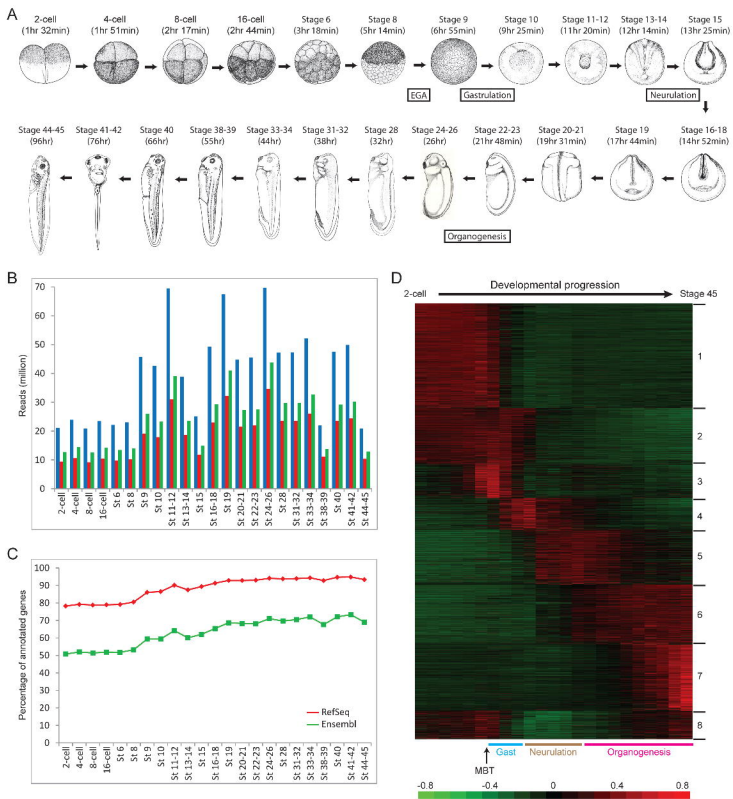 A
2-cell 4-cell 8-cell 16-cell Stage 6 Stage 8 Stage 9 Stage 10 Stage 11-12 Stage 13-14 Stage 15
(1hr 32min) (1hr 51min) (2hr 17min) (2hr 44min) (3hr 18min) (5hr 14min) (6hr 55min) (9hr 25min) (11hr 20min) (12hr 14min) (13hr 25min)
EGA Gastrulation Neurulation
Stage 44-45 Stage 41-42 Stage 40 Stage 38-39 Stage 33-34 Stage 31-32 Stage 28 Stage 24-26 Stage 22-23 Stage 20-21 Stage 19 Stage 16-18
(96hr) (76hr) (66hr) (55hr) (44hr) (38hr) (32hr) (26hr) (21hr 48min) (19hr 31min) (17hr 44min) (14hr 52min)
Organogenesis
B
Reads (million)
70
60
50
40
30
20
10
0
2-cell 4-cell 8-cell 16-cell St 6 St 8 St 9 St 10 St 11-12 St 13-14 St 15 St 16-18 St 19 St 20-21 St 22-23 St 24-26 St 28 St 31-32 St 33-34 St 38-39 St 40 St 41-42 St 44-45
C
Percentage of annotated genes
100
90
80
70
60
50
40
30
20
10
0
RefSeq
Ensembl
2-cell 4-cell 8-cell 16-cell St 6 St 8 St 9 St 10 St 11-12 St 13-14 St 15 St 16-18 St 19 St 20-21 St 22-23 St 24-26 St 28 St 31-32 St 33-34 St 38-39 St 40 St 41-42 St 44-45
D
Developmental progression
2-cell Stage 45
1
2
3
4
5
6
7
8
Gast Neurulation Organogenesis
MBT
-0.8 -0.4 0 0.4 0.8